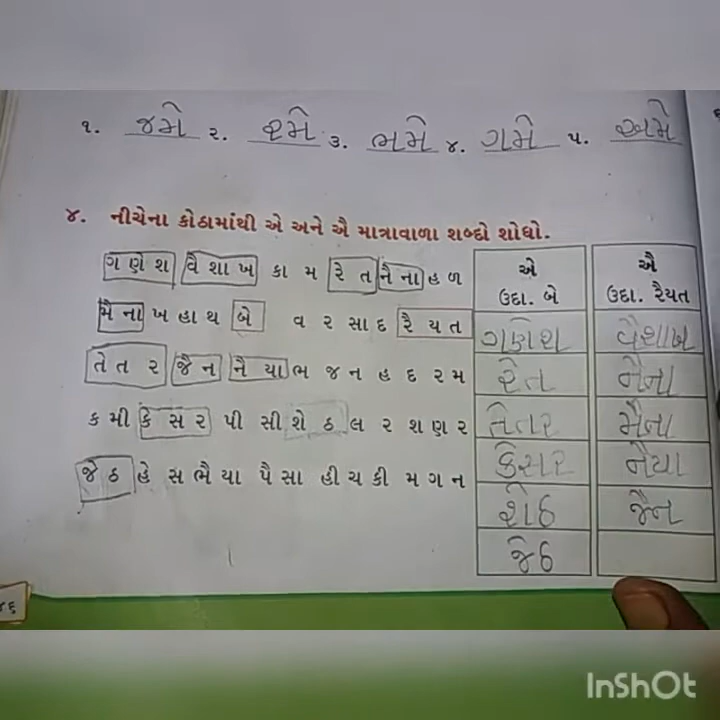 ૧. જમે ૨. રમે ૩. ભમે ૪. ગમે ૫. ખમે
૪. નીચેના કોઠામાંથી એ અને ઐ માત્રાવાળા શબ્દો શોધો.
ગ ણે શ વૈ શા ખ કા મ રે ત નૈ ના હ ળ
મૈ ના ખ હા થ બે વ ર સા દ રૈ ય ત
તે ત ર જૈ ન નૈ યા ભ જ ન હ દ ર મ
ક મી કે સ ર પી સી શે ઠ લ ર શ ણ ર
જે ઠ હે સ ભૈ યા પૈ સા હી ચ કી મ ગ ન
એ ઐ
ઉદા. બે ઉદા. રૈયત
ગણેશ વૈશાખ
રેત નૈના
તેતર મૈના
કેસર નૈયા
શેઠ જૈન
જેઠ
૪૬
InShOt